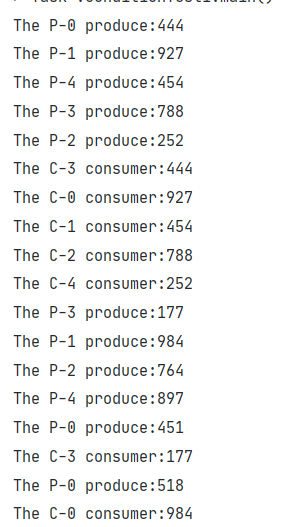 The P-0 produce:444
The P-1 produce:927
The P-4 produce:454
The P-3 produce:788
The P-2 produce:252
The C-3 consumer:444
The C-0 consumer:927
The C-1 consumer:454
The C-2 consumer:788
The C-4 consumer:252
The P-3 produce:177
The P-1 produce:984
The P-2 produce:764
The P-4 produce:897
The P-0 produce:451
The C-3 consumer:177
The P-0 produce:518
The C-0 consumer:984